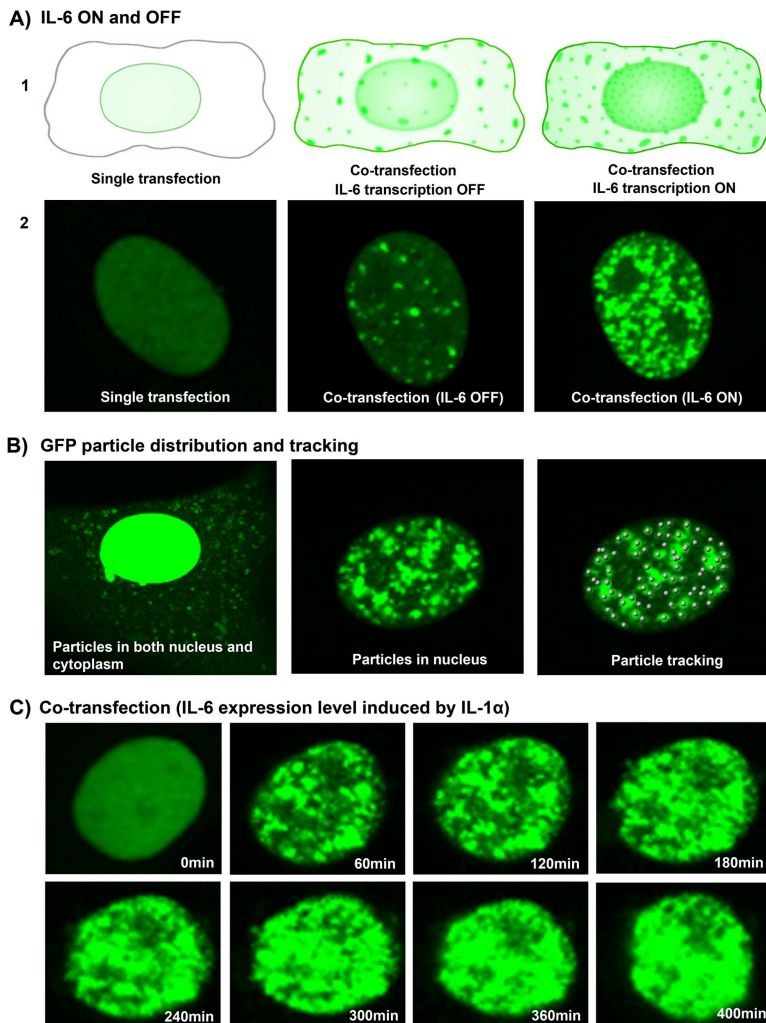 A) IL-6 ON and OFF
1
Single transfection
Co-transfection
IL-6 transcription OFF
Co-transfection
IL-6 transcription ON
2
Single transfection
Co-transfection (IL-6 OFF)
Co-transfection (IL-6 ON)
B) GFP particle distribution and tracking
Particles in both nucleus and
cytoplasm
Particles in nucleus
Particle tracking
C) Co-transfection (IL-6 expression level induced by IL-1α)
0min
60min
120min
180min
240min
300min
360min
400min